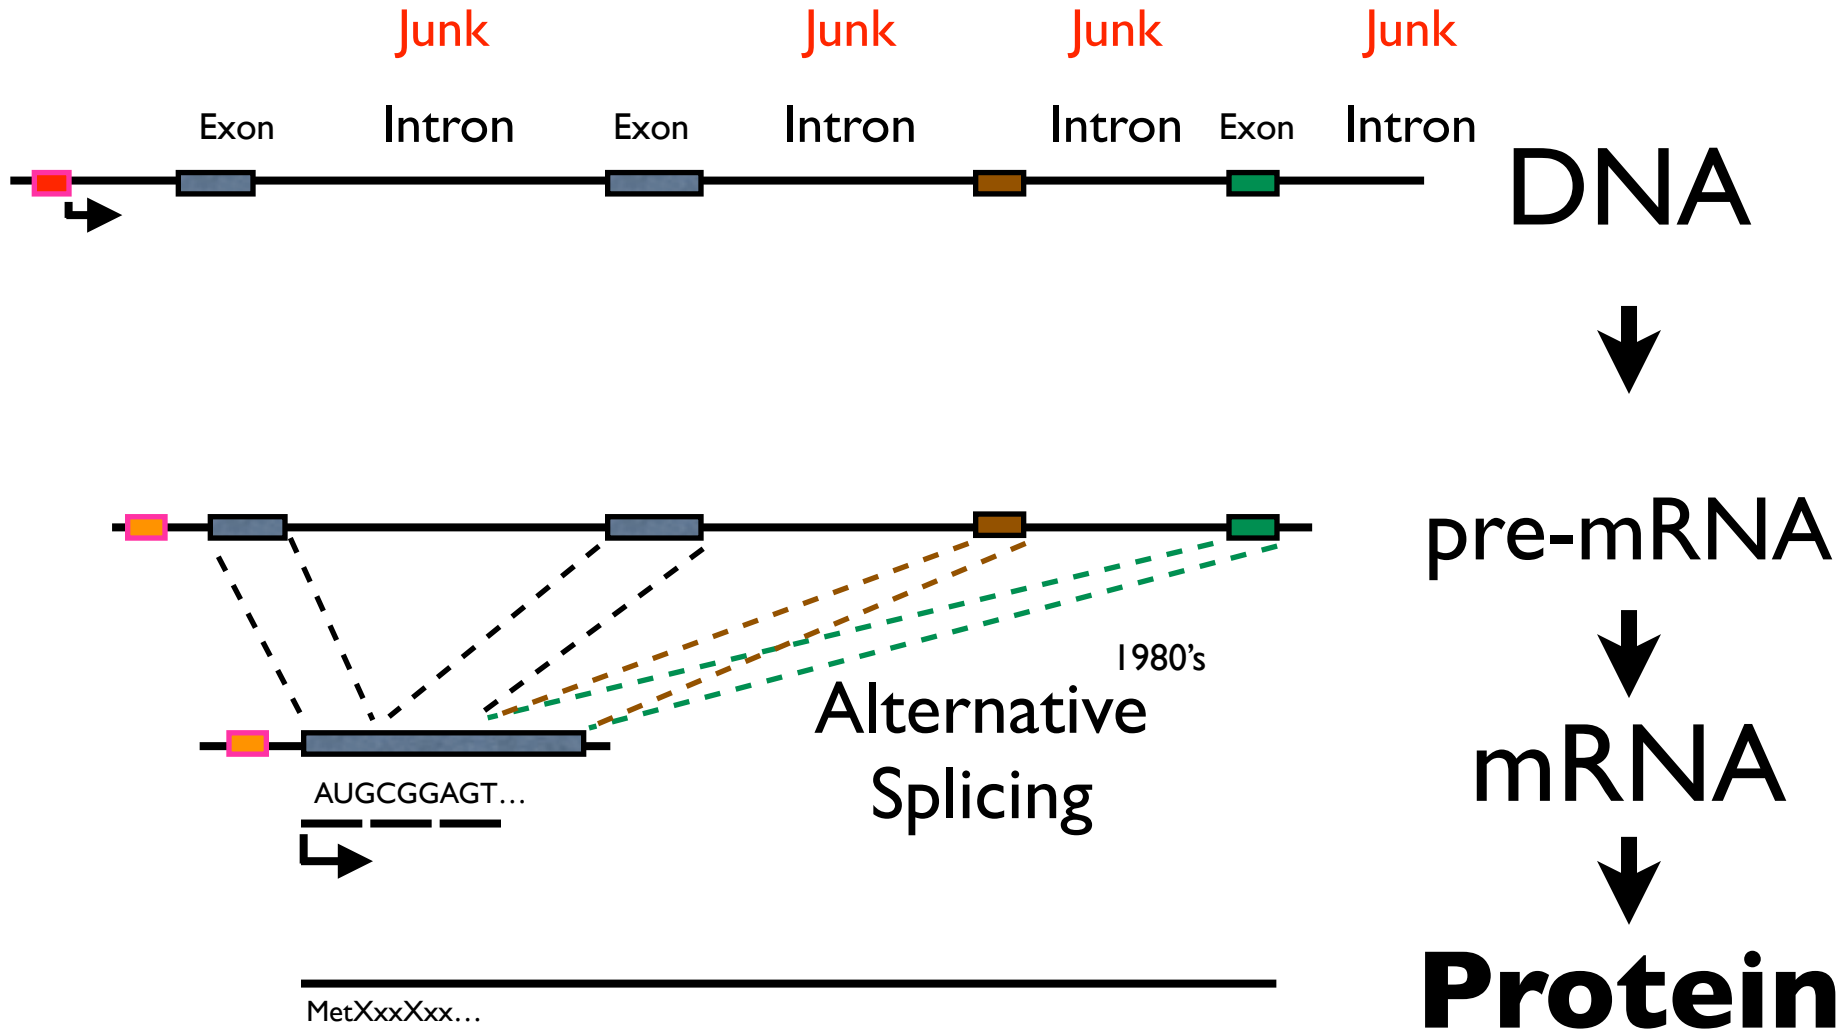 Junk Junk Junk Junk
Exon Intron Exon Intron Intron Exon Intron
DNA
pre-mRNA
1980's
Alternative
Splicing
mRNA
AUGCGGAGT...
Protein
MetXxxXxx...